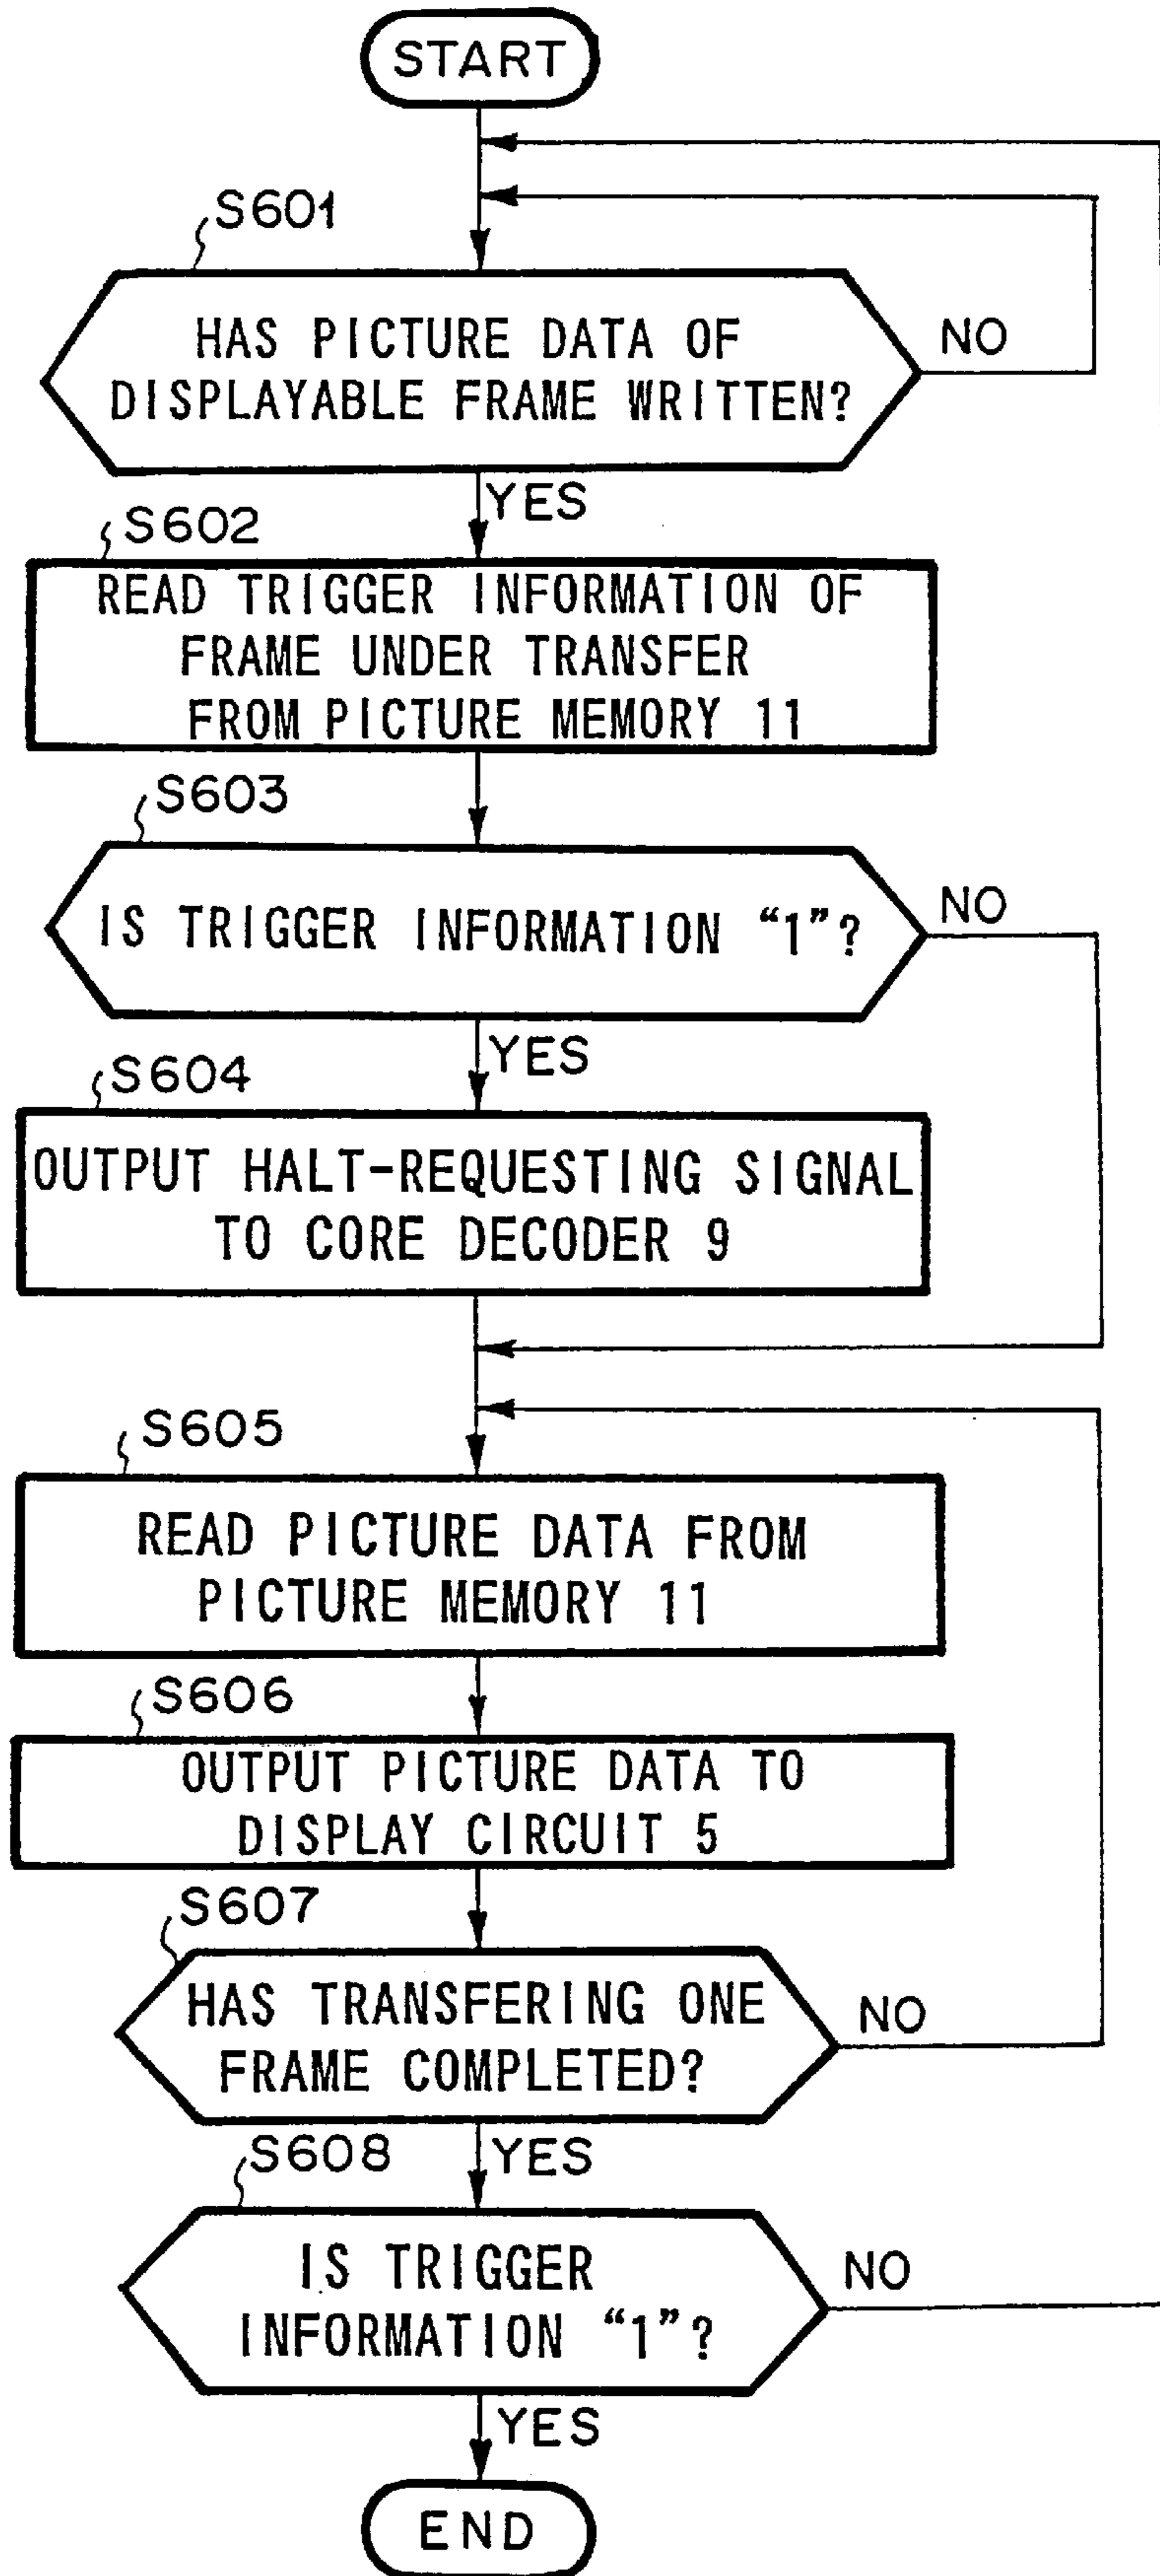 START
S601
HAS PICTURE DATA OF
DISPLAYABLE FRAME WRITTEN?
NO
YES
S602
READ TRIGGER INFORMATION OF
FRAME UNDER TRANSFER
FROM PICTURE MEMORY 11
S603
IS TRIGGER INFORMATION “1”?
NO
YES
S604
OUTPUT HALT-REQUESTING SIGNAL
TO CORE DECODER 9
S605
READ PICTURE DATA FROM
PICTURE MEMORY 11
S606
OUTPUT PICTURE DATA TO
DISPLAY CIRCUIT 5
S607
HAS TRANSFERING ONE
FRAME COMPLETED?
NO
YES
S608
IS TRIGGER
INFORMATION “1”?
NO
YES
END